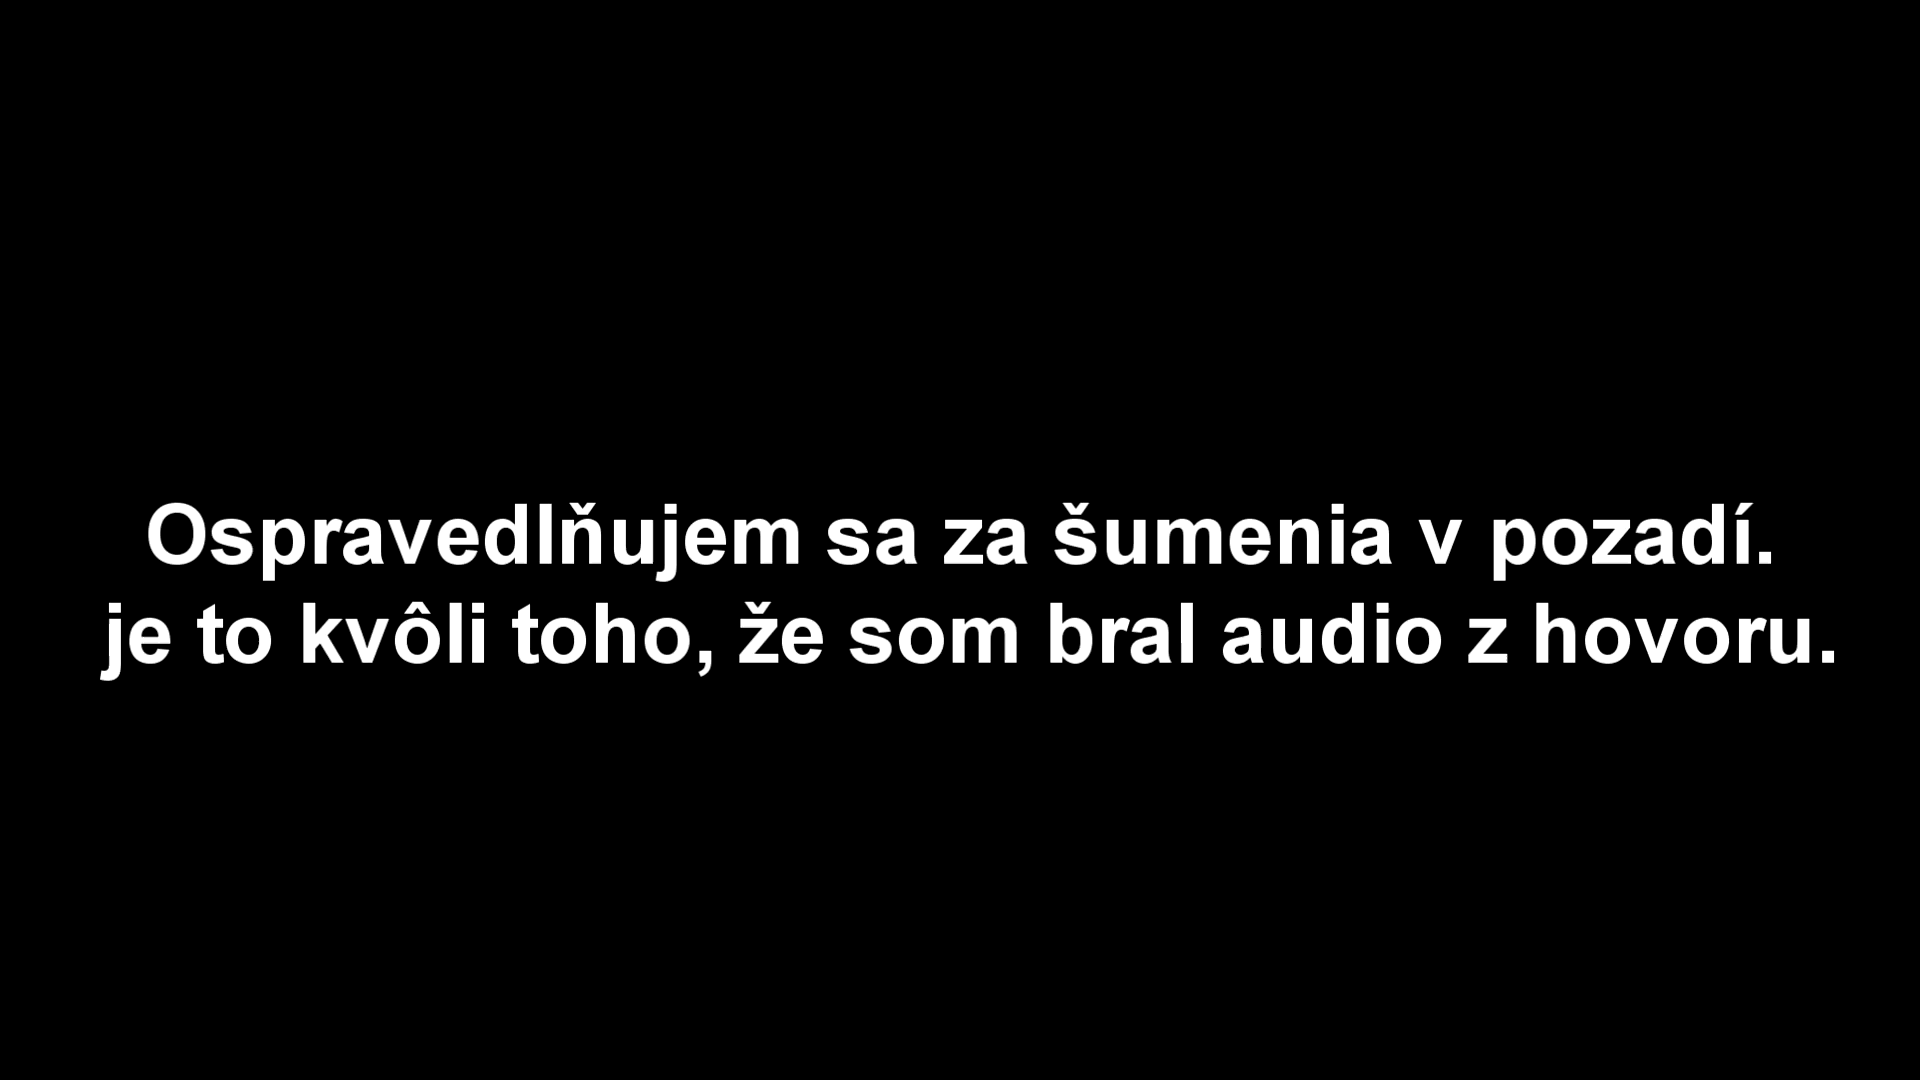 Ospravedlňujem sa za šumenia v pozadí.
je to kvôli toho, že som bral audio z hovoru.